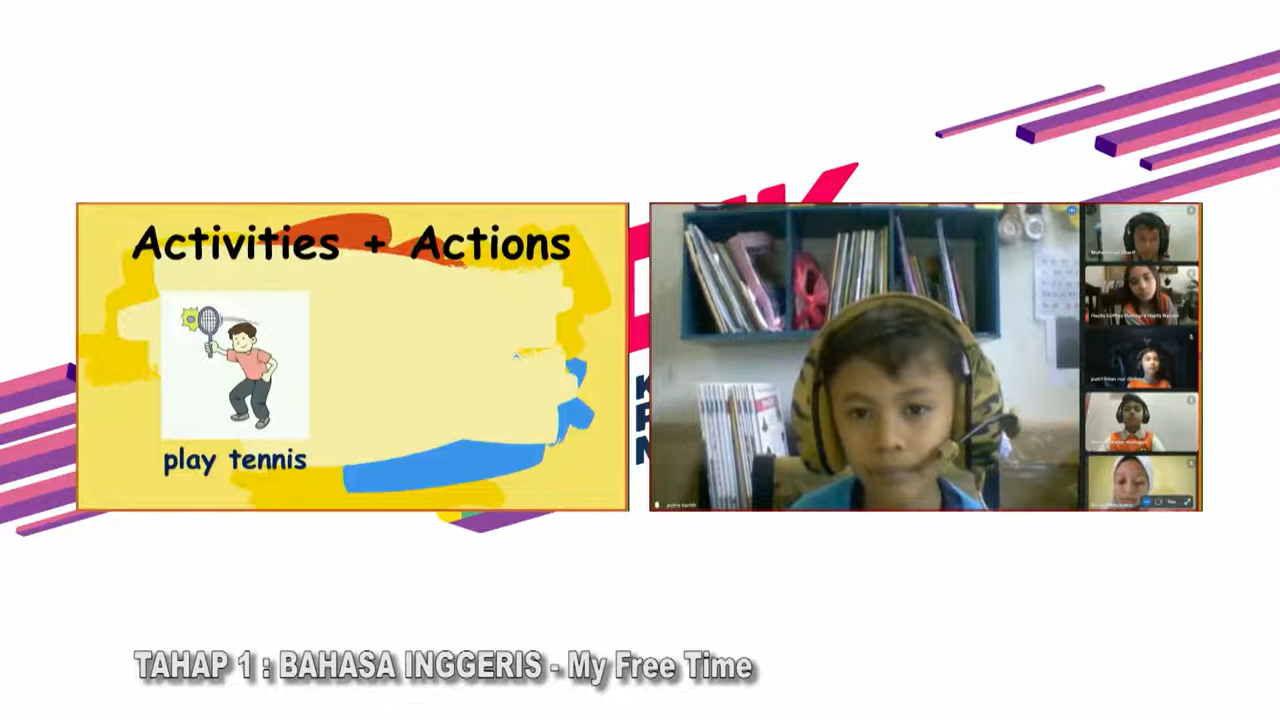 Activities + Actions
play tennis
TAHAP 1 : BAHASA INGGERIS - My Free Time